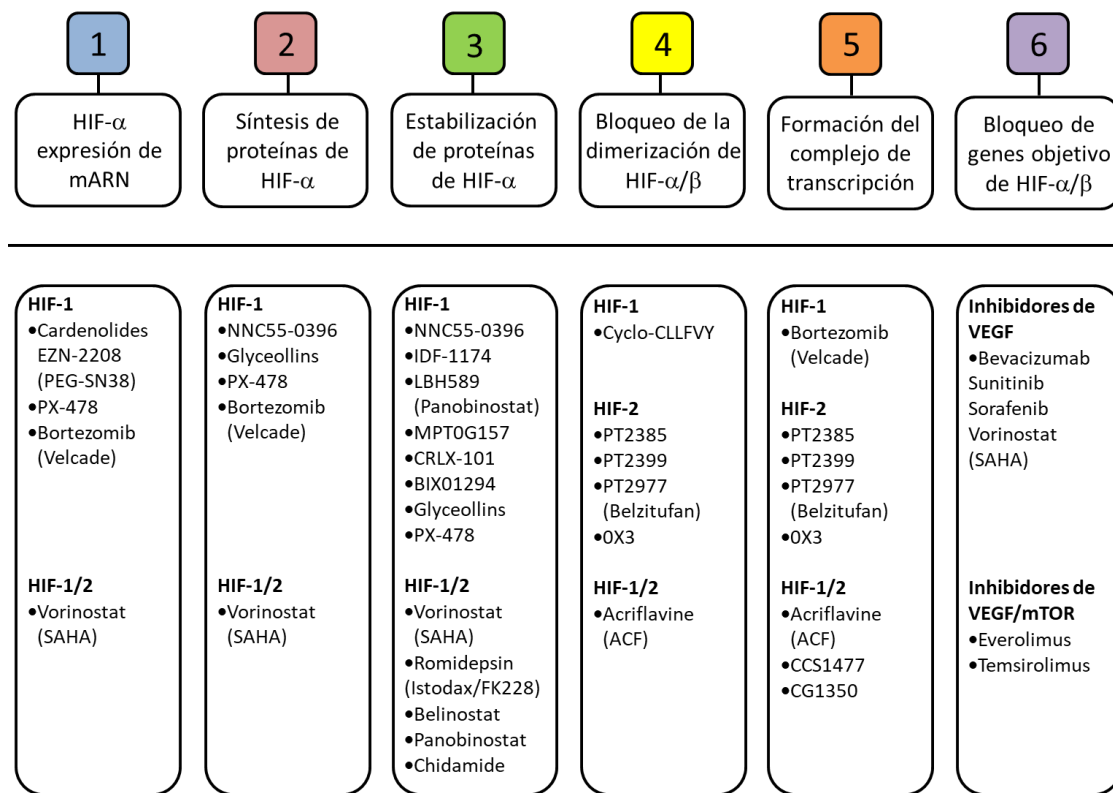 1
HIF-α
expresión de
mARN
2
Síntesis de
proteínas de
HIF-α
3
Estabilización
de proteínas
de HIF-α
4
Bloqueo de la
dimerización de
HIF-α/β
5
Formación del
complejo de
transcripción
6
Bloqueo de
genes objetivo
de HIF-α/β
HIF-1
•Cardenolides
EZN-2208
(PEG-SN38)
•PX-478
•Bortezomib
(Velcade)
HIF-1/2
•Vorinostat
(SAHA)
HIF-1
•NNC55-0396
•Glyceollins
•PX-478
•Bortezomib
(Velcade)
HIF-1/2
•Vorinostat
(SAHA)
HIF-1
•NNC55-0396
•IDF-1174
•LBH589
(Panobinostat)
•MPT0G157
•CRLX-101
•BIX01294
•Glyceollins
•PX-478
HIF-1/2
•Vorinostat
(SAHA)
•Romidepsin
(Istodax/FK228)
•Belinostat
•Panobinostat
•Chidamide
HIF-1
•Cyclo-CLLFVY
HIF-2
•PT2385
•PT2399
•PT2977
(Belzitufan)
•0X3
HIF-1/2
•Acriflavine
(ACF)
HIF-1
•Bortezomib
(Velcade)
HIF-2
•PT2385
•PT2399
•PT2977
(Belzitufan)
•0X3
HIF-1/2
•Acriflavine
(ACF)
•CCS1477
•CG1350
Inhibidores de
VEGF
•Bevacizumab
Sunitinib
Sorafenib
Vorinostat
(SAHA)
Inhibidores de
VEGF/mTOR
•Everolimus
•Temsirolimus